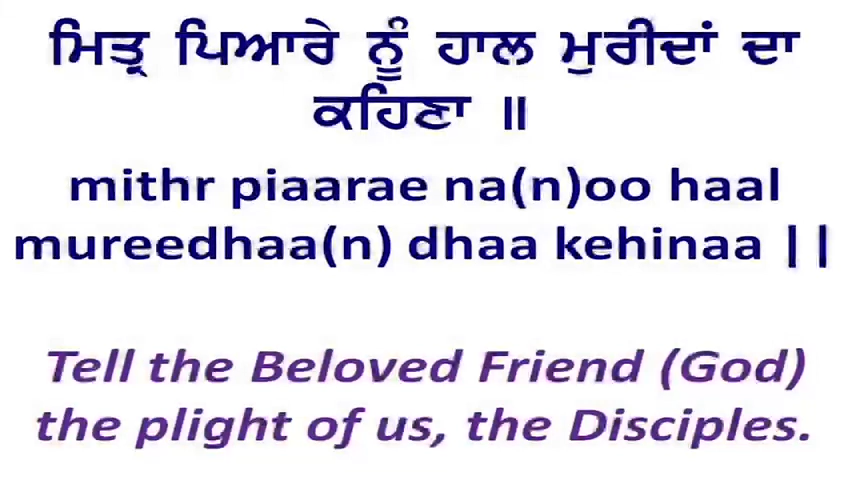 ਮਿਤ੍ਰ ਪਿਆਰੇ ਨੂੰ ਹਾਲ ਮੁਰੀਦਾਂ ਦਾ
ਕਹਿਣਾ ॥
mithr piaarae na(n)oo haal
mureedhaa(n) dhaa kehinaa ||
Tell the Beloved Friend (God)
the plight of us, the Disciples.